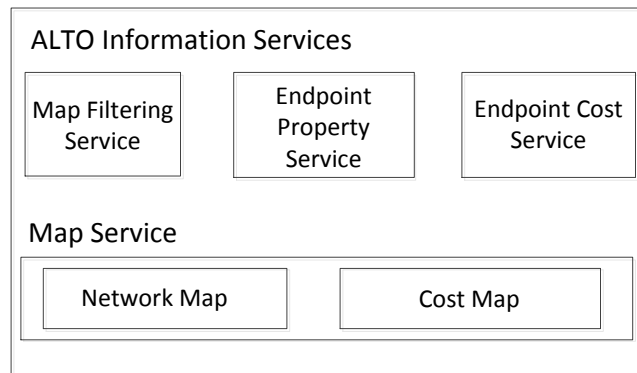 ALTO Information Services
Map Filtering
Service
Endpoint
Property
Service
Endpoint Cost
Service
Map Service
Network Map
Cost Map